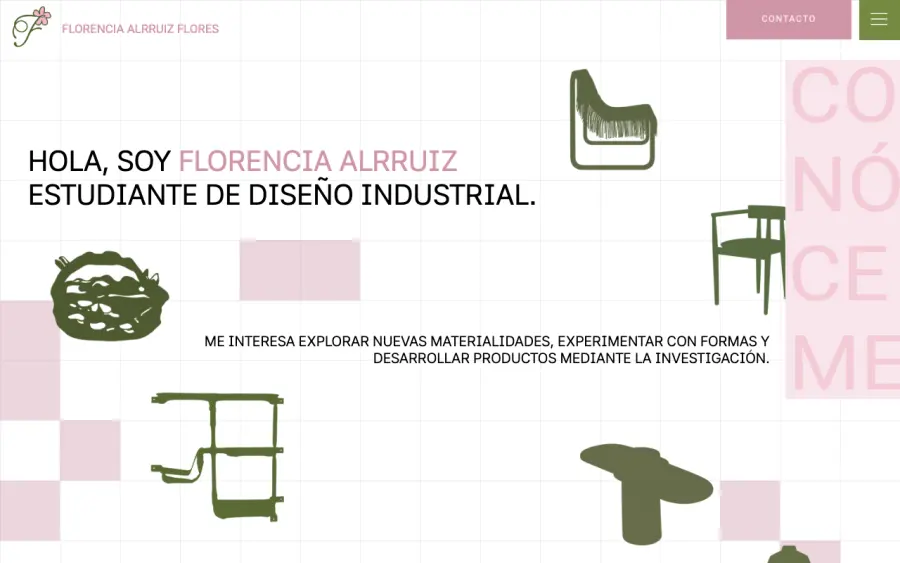 FLORENCIA ALRRUIZ FLORES
CONTACTO
HOLA, SOY FLORENCIA ALRRUIZ
ESTUDIANTE DE DISEÑO INDUSTRIAL.
ME INTERESA EXPLORAR NUEVAS MATERIALIDADES, EXPERIMENTAR CON FORMAS Y
DESARROLLAR PRODUCTOS MEDIANTE LA INVESTIGACIÓN.
CO
NÓ
CE
ME